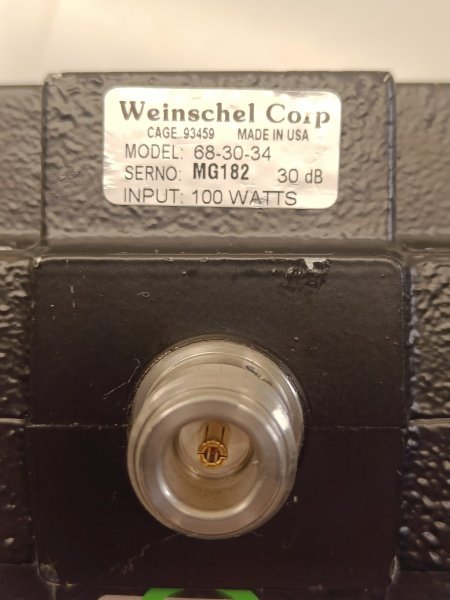 Weinschel Corp
CAGE 93459 MADE IN USA
MODEL: 68-30-34
SERNO: MG182 30 dB
INPUT: 100 WATTS